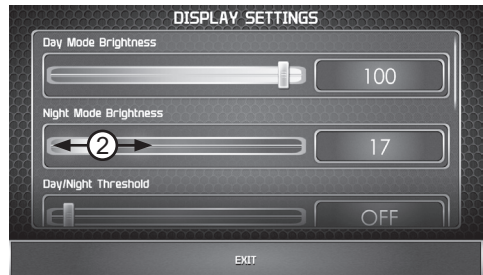 DISPLAY SETTINGS
Day Mode Brightness
100
Night Mode Brightness
2
17
Day/Night Threshold
OFF
EXIT